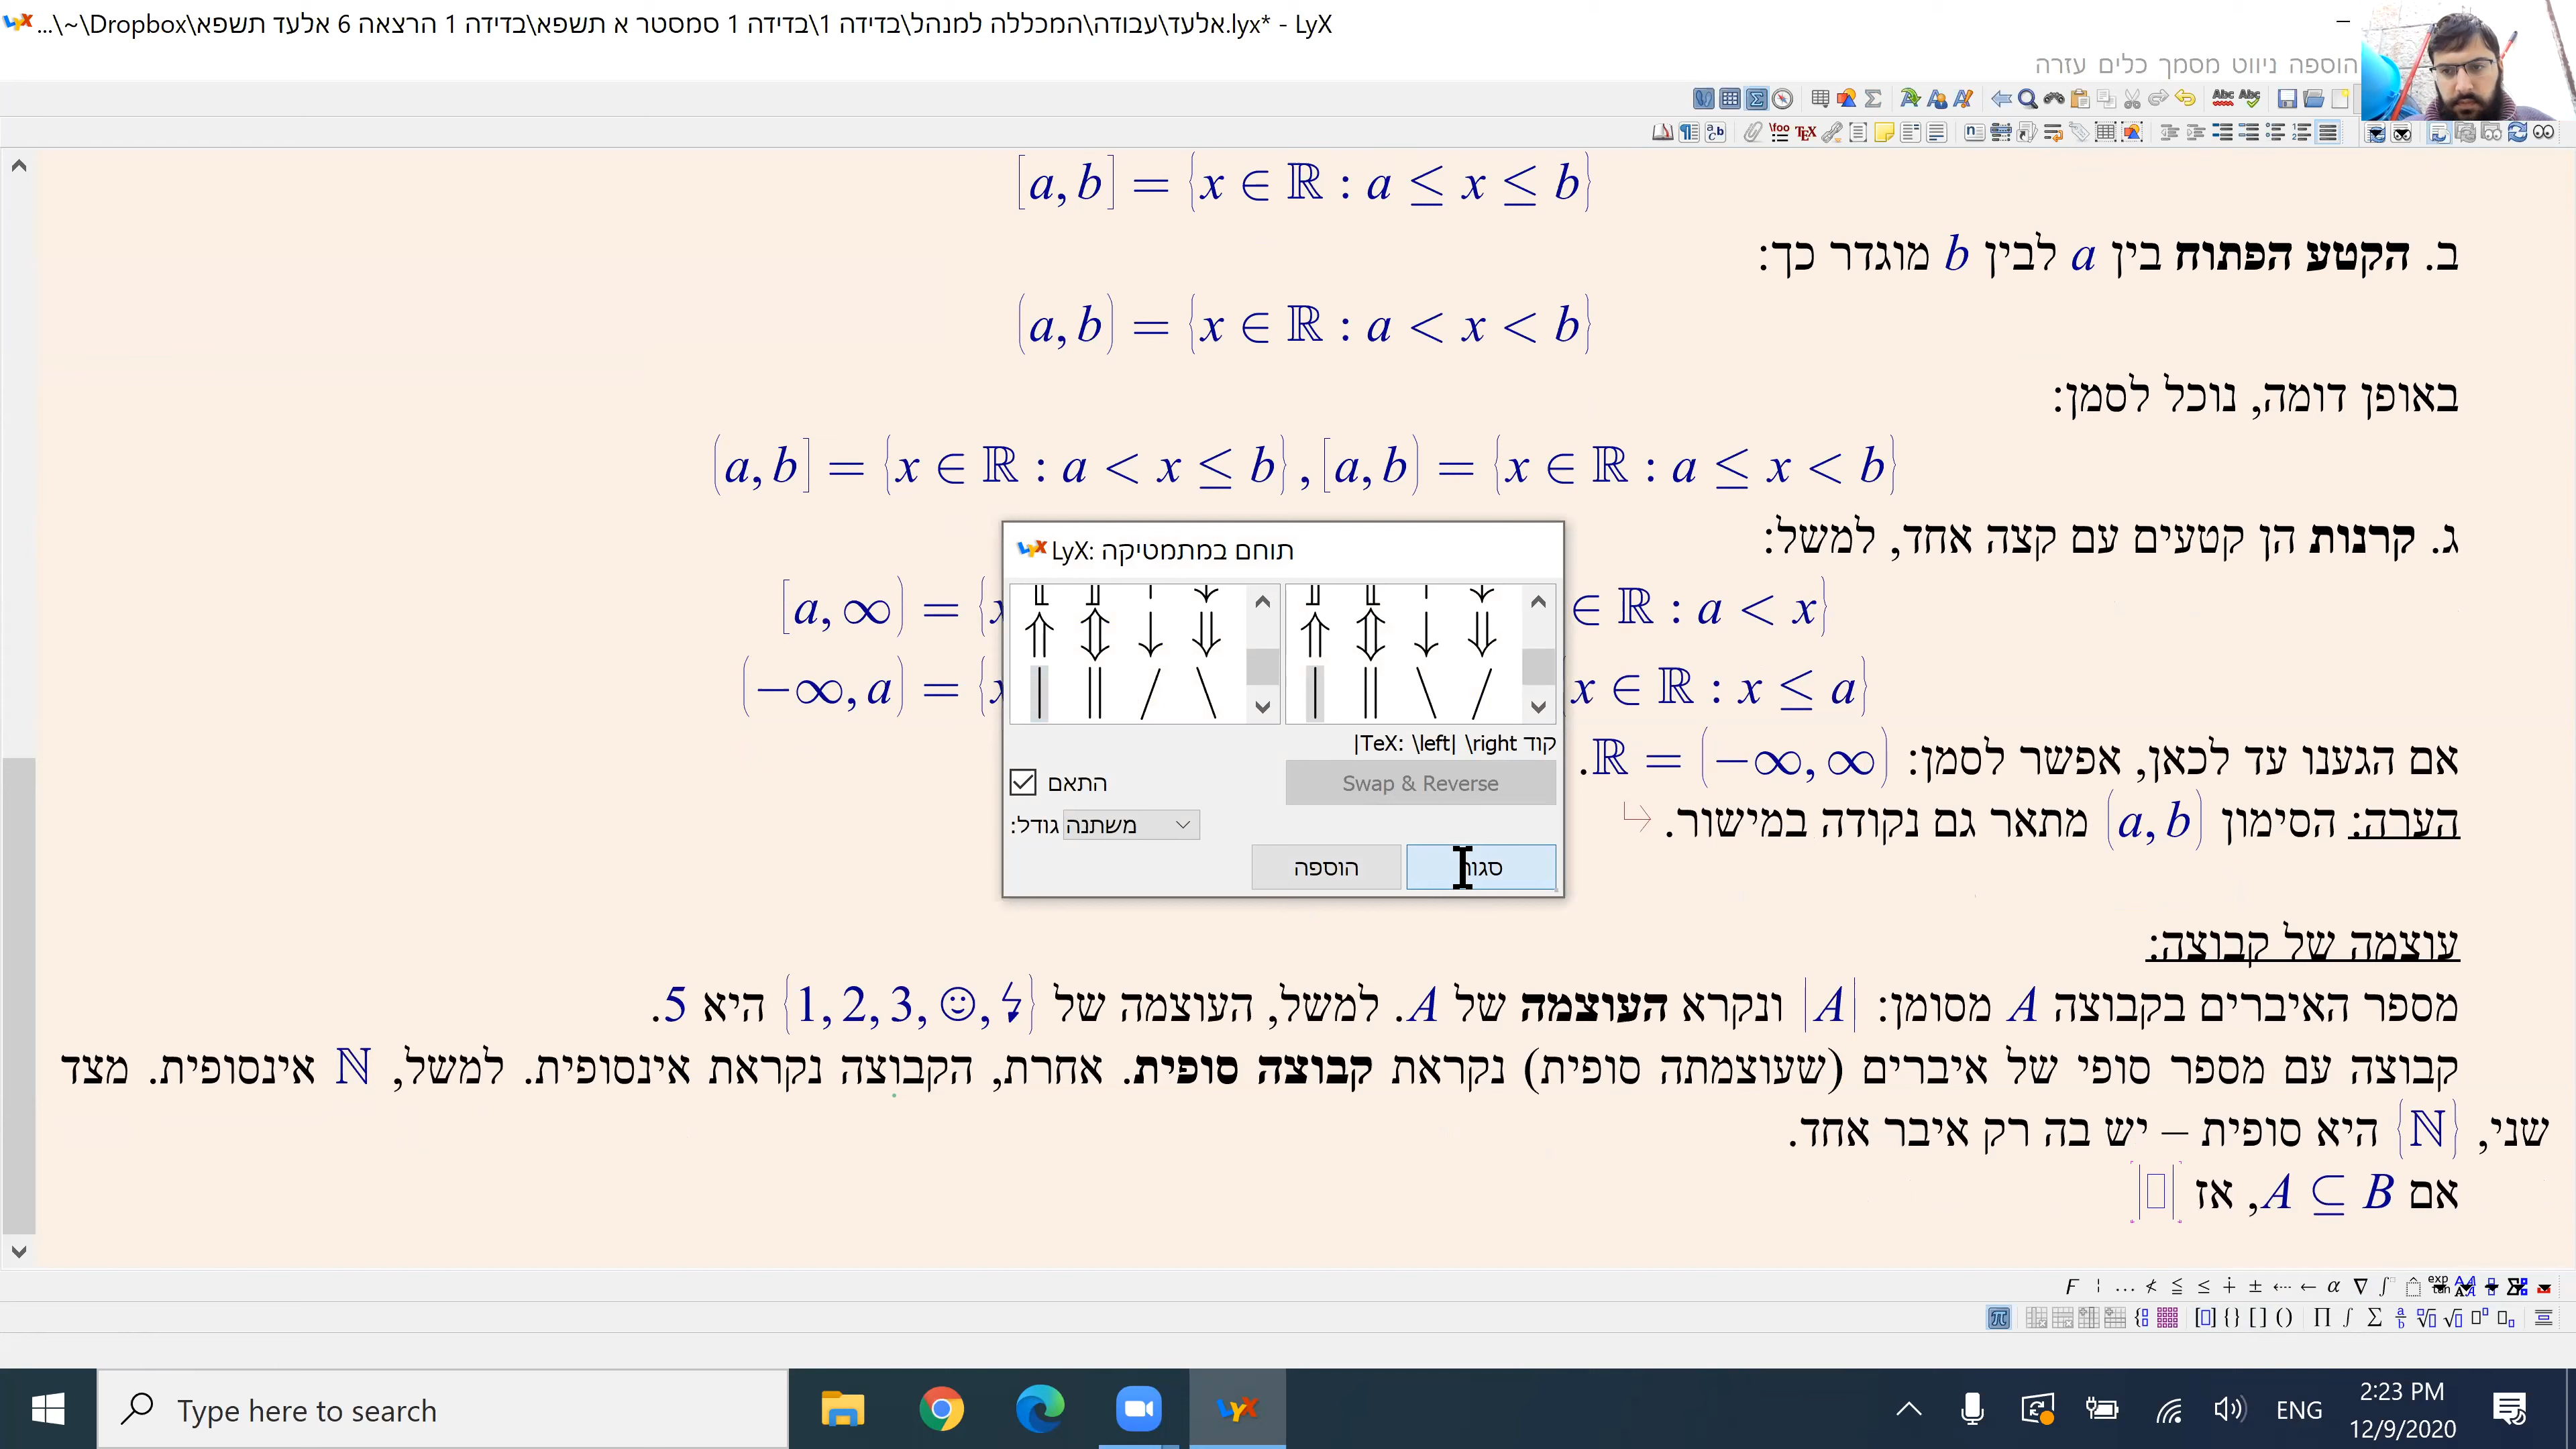 ...\~\Dropbox\אלעד\עבודה\המכללה למנהל\בדידה 1\בדידה 1 סמסטר א תשפא\בדידה 1 הרצאה 6 אלעד תשפא.lyx* - LyX
הוספה ניווט מסמך כלים עזרה
[a, b] = {x ∈ ℝ : a ≤ x ≤ b}
ב. הקטע הפתוח בין a לבין b מוגדר כך:
(a, b) = {x ∈ ℝ : a < x < b}
באופן דומה, נוכל לסמן:
(a, b] = {x ∈ ℝ : a < x ≤ b} , [a, b) = {x ∈ ℝ : a ≤ x < b}
ג. קרנות הן קטעים עם קצה אחד, למשל:
[a, ∞) = {x ∈ ℝ : a < x}
(−∞, a) = {x x ∈ ℝ : x ≤ a}
אם הגענו עד לכאן, אפשר לסמן: ℝ = (−∞, ∞).
הערה: הסימון (a, b) מתאר גם נקודה במישור.
LyX: תוחם במתמטיקה
קוד TeX: \left| \right|
התאם
Swap & Reverse
גודל: משתנה
הוספה
סגור
עוצמה של קבוצה:
מספר האיברים בקבוצה A מסומן: |A| ונקרא העוצמה של A. למשל, העוצמה של {1, 2, 3, ☺, ↯} היא 5.
קבוצה עם מספר סופי של איברים (שעוצמתה סופית) נקראת קבוצה סופית. אחרת, הקבוצה נקראת אינסופית. למשל, ℕ אינסופית. מצד
שני, {ℕ} היא סופית – יש בה רק איבר אחד.
אם A ⊆ B, אז |□|
Type here to search
ENG
2:23 PM
12/9/2020